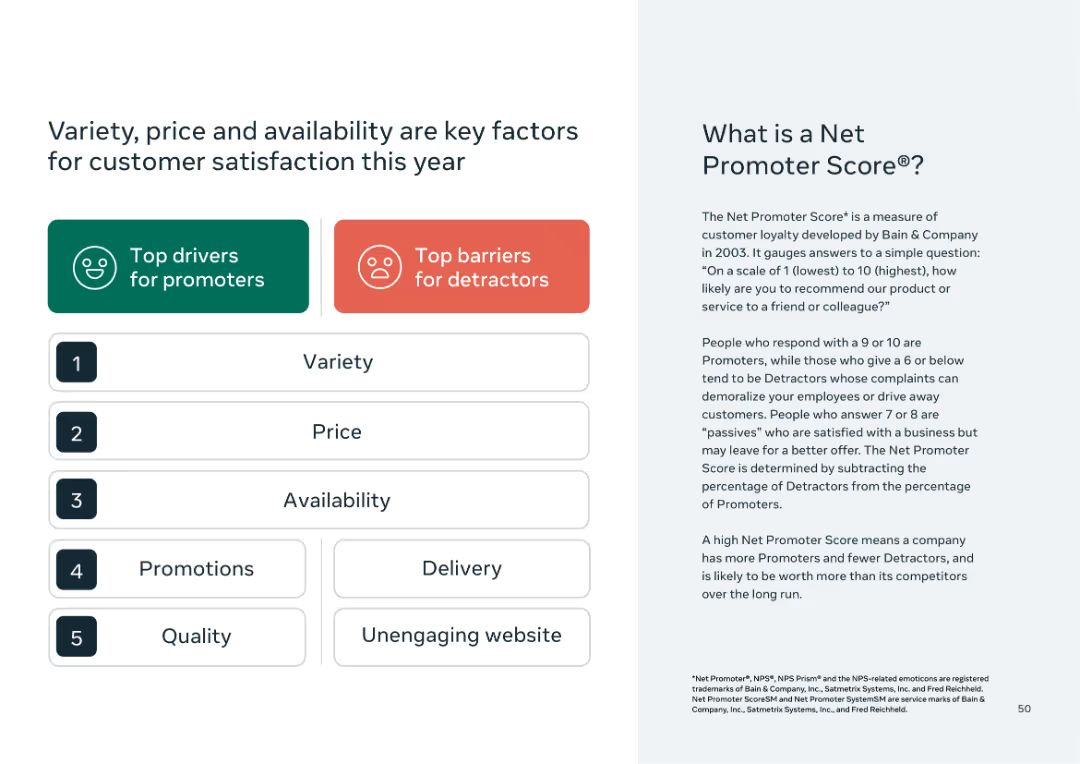 Variety, price and availability are key factors
for customer satisfaction this year
Top drivers
for promoters
Top barriers
for detractors
1
Variety
2
Price
3
Availability
4
Promotions
Delivery
5
Quality
Unengaging website
What is a Net
Promoter Score®?
The Net Promoter Score* is a measure of
customer loyalty developed by Bain & Company
in 2003. It gauges answers to a simple question:
“On a scale of 1 (lowest) to 10 (highest), how
likely are you to recommend our product or
service to a friend or colleague?”
People who respond with a 9 or 10 are
Promoters, while those who give a 6 or below
tend to be Detractors whose complaints can
demoralize your employees or drive away
customers. People who answer 7 or 8 are
“passives” who are satisfied with a business but
may leave for a better offer. The Net Promoter
Score is determined by subtracting the
percentage of Detractors from the percentage
of Promoters.
A high Net Promoter Score means a company
has more Promoters and fewer Detractors, and
is likely to be worth more than its competitors
over the long run.
*Net Promoter®, NPS®, NPS Prism® and the NPS-related emoticons are registered
trademarks of Bain & Company, Inc., Satmetrix Systems, Inc. and Fred Reichheld.
Net Promoter ScoreSM and Net Promoter SystemSM are service marks of Bain &
Company, Inc., Satmetrix Systems, Inc., and Fred Reichheld.
50